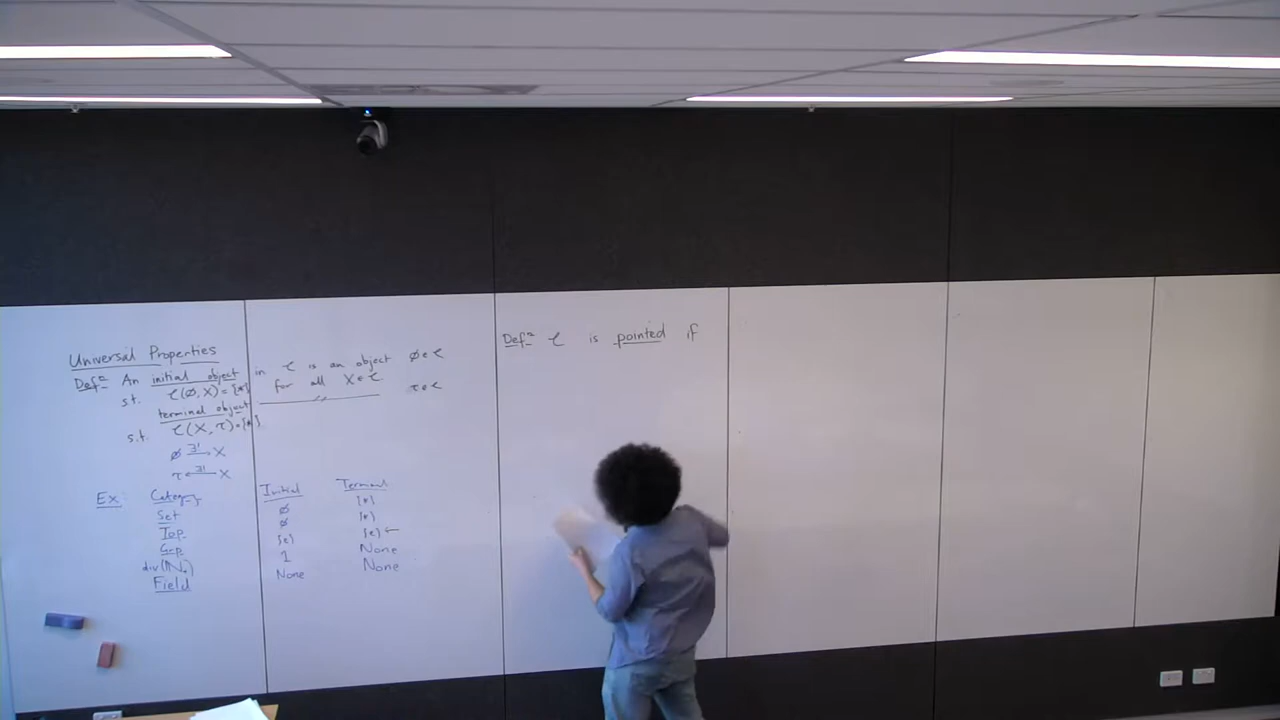 Universal Properties
Defⁿ An initial object in C is an object ∅ ∈ C
s.t. C(∅, X) = {*} for all X ∈ C
terminal object τ ∈ C
s.t. C(X, τ) = {*}
∅ ∃! → X
τ ← ∃! X
Ex: Category Initial Terminal
Set ∅ {*}
Top ∅ {*}
Grp {e} {e} ←
div(ℕ₊) 1 None
Field None None
Defⁿ C is pointed if